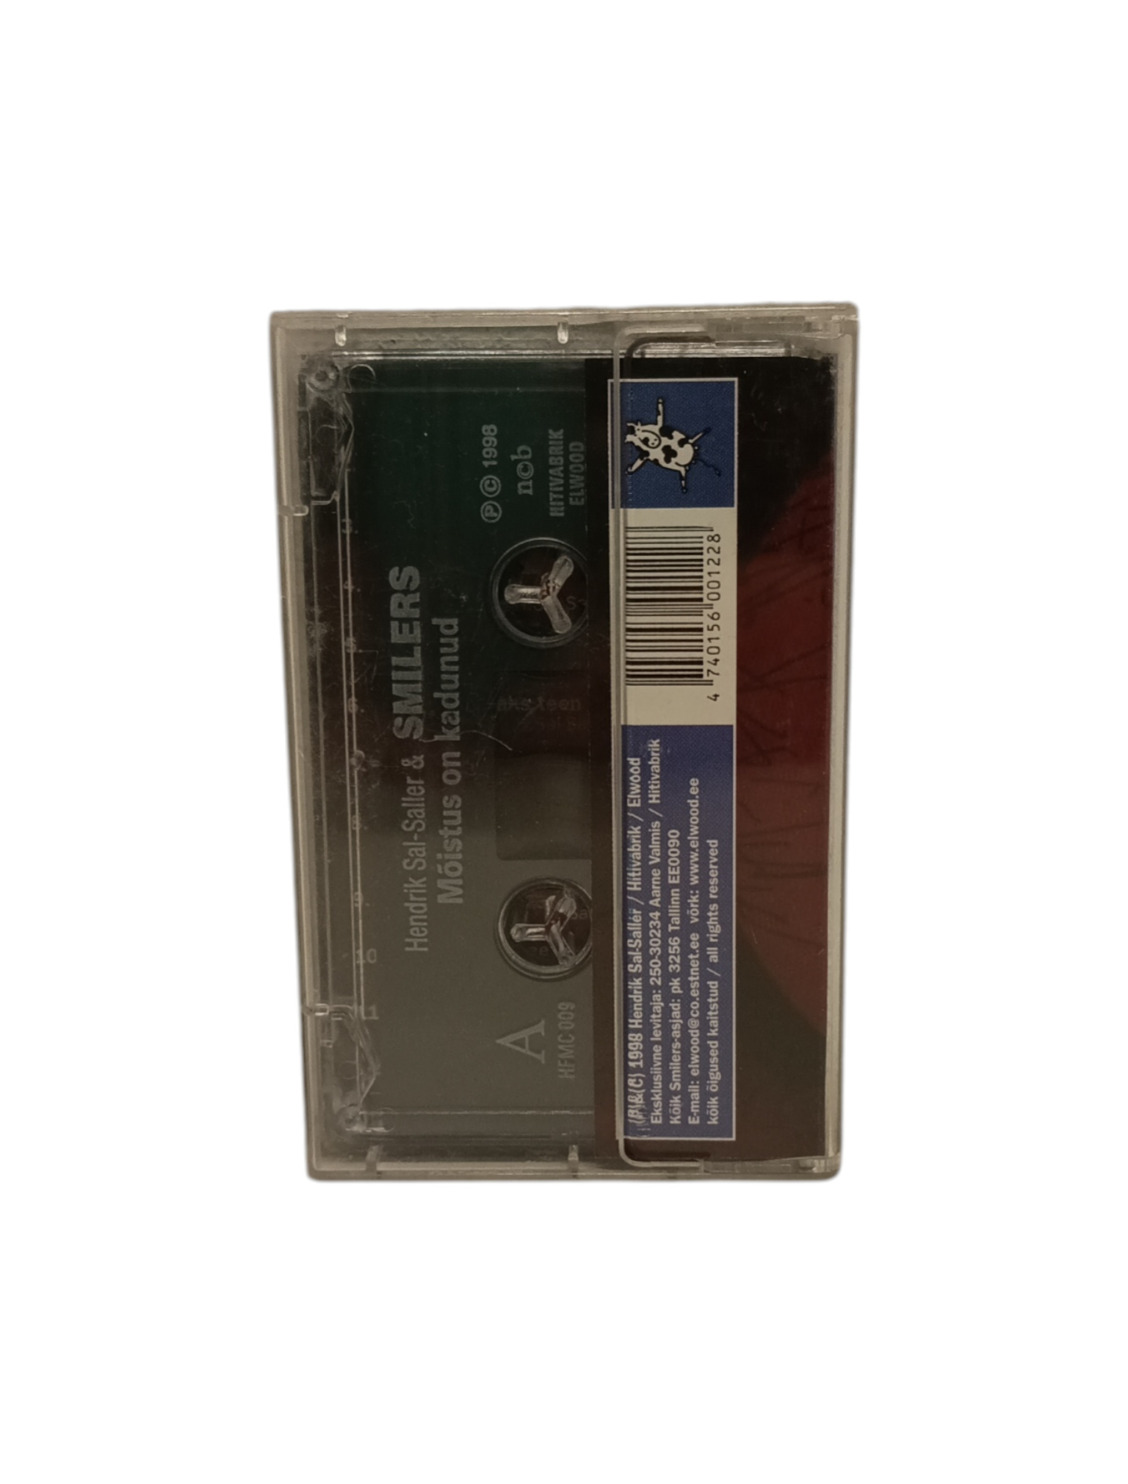 Hendrik Sal-Saller & SMILERS
Mõistus on kadunud
Ⓟ Ⓒ 1998
ncb
HITIVABRIK
ELWOOD
A
HFMC 009
10
11
4 740156 001228
(P)&(C) 1998 Hendrik Sal-Saller / Hitivabrik / Elwood
Eksklusiivne levitaja: 250-30234 Aarne Valmis / Hitivabrik
Kõik Smilers-asjad: pk 3256 Tallinn EE0090
E-mail: elwood@co.estnet.ee võrk: www.elwood.ee
kõik õigused kaitstud / all rights reserved